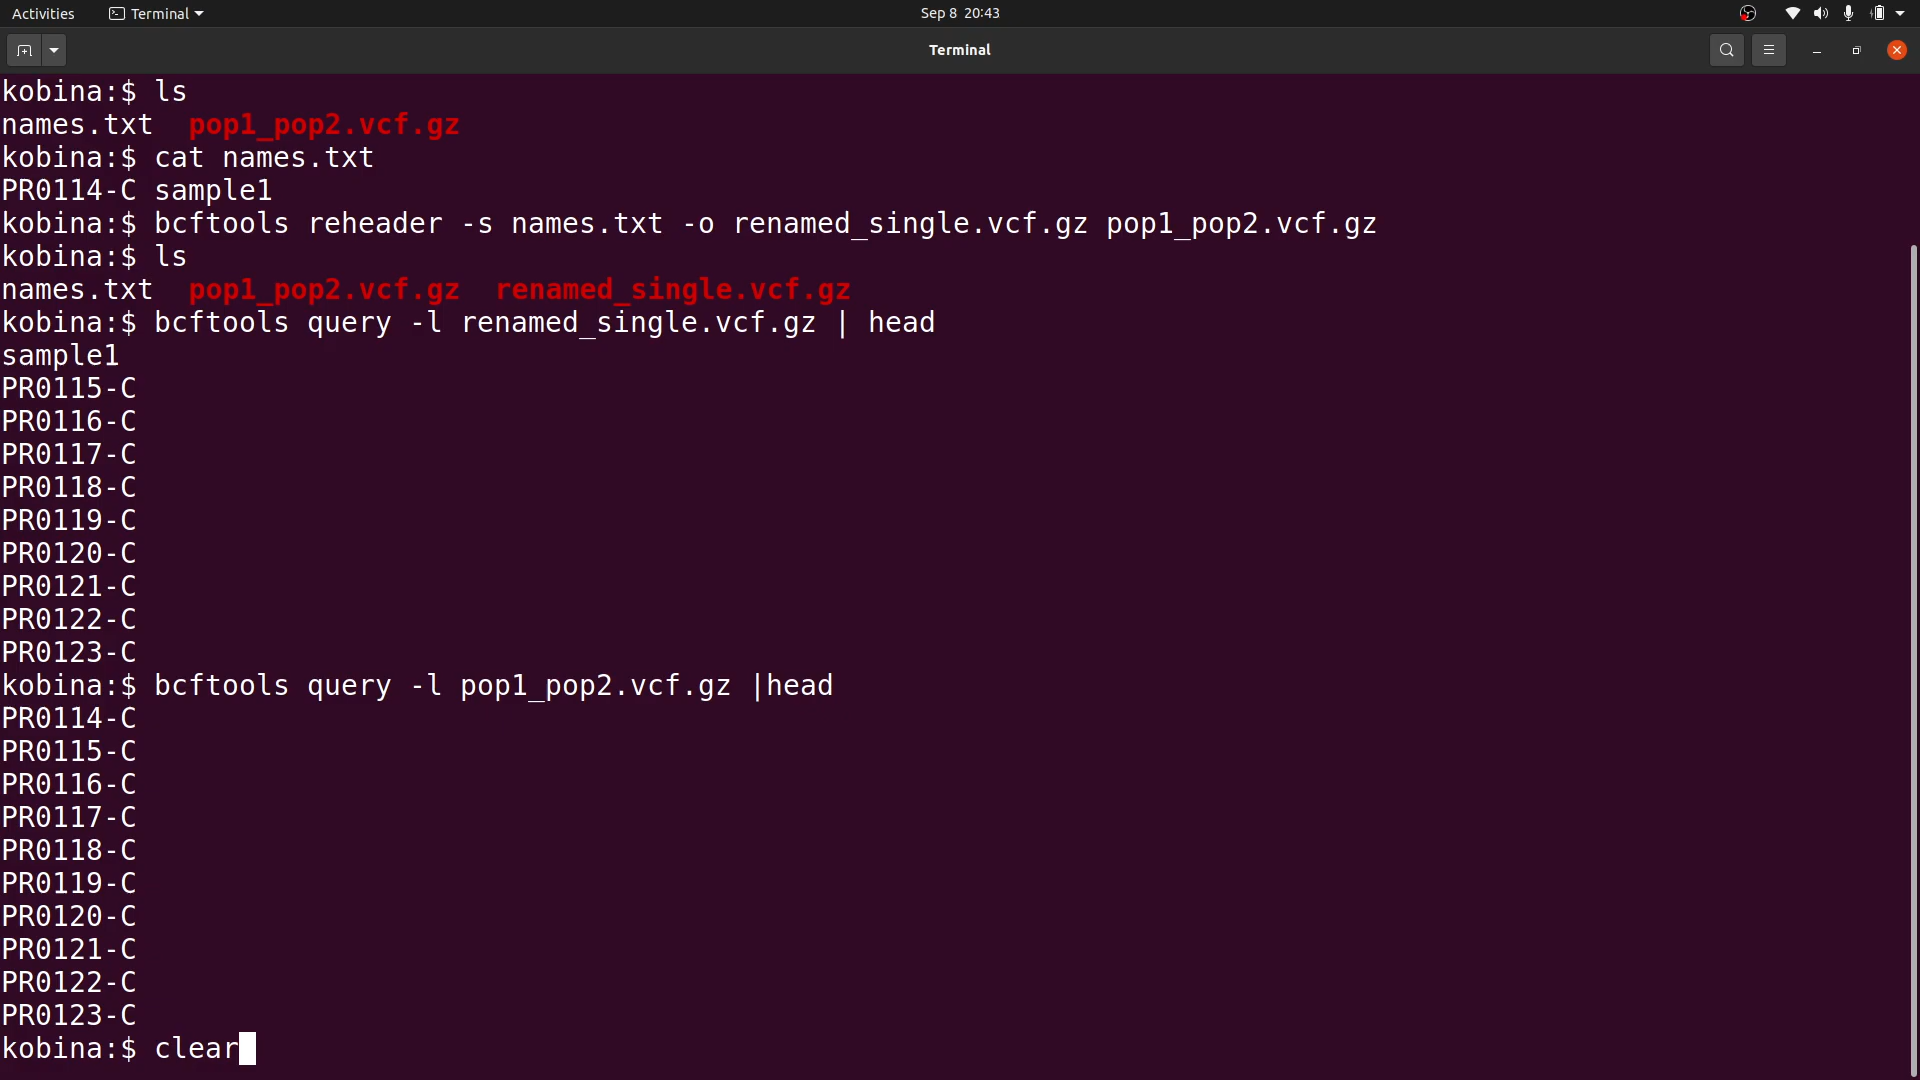 Activities Terminal Sep 8 20:43
Terminal
kobina:$ ls
names.txt pop1_pop2.vcf.gz
kobina:$ cat names.txt
PR0114-C sample1
kobina:$ bcftools reheader -s names.txt -o renamed_single.vcf.gz pop1_pop2.vcf.gz
kobina:$ ls
names.txt pop1_pop2.vcf.gz renamed_single.vcf.gz
kobina:$ bcftools query -l renamed_single.vcf.gz | head
sample1
PR0115-C
PR0116-C
PR0117-C
PR0118-C
PR0119-C
PR0120-C
PR0121-C
PR0122-C
PR0123-C
kobina:$ bcftools query -l pop1_pop2.vcf.gz |head
PR0114-C
PR0115-C
PR0116-C
PR0117-C
PR0118-C
PR0119-C
PR0120-C
PR0121-C
PR0122-C
PR0123-C
kobina:$ clear